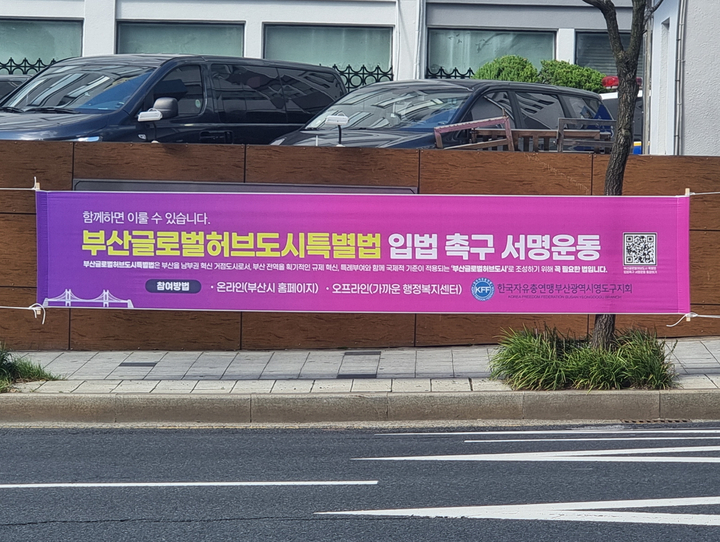 함께하면 이룰 수 있습니다.
부산글로벌허브도시특별법 입법 촉구 서명운동
부산글로벌허브도시특별법은 부산을 남부권 혁신 거점도시로서, 부산 전역을 획기적인 규제 혁신, 특례부여와 함께 국제적 기준이 적용되는 '부산글로벌허브도시'로 조성하기 위해 꼭 필요한 법입니다.
참여방법 · 온라인(부산시 홈페이지) · 오프라인(가까운 행정복지센터) KFF 한국자유총연맹부산광역시영도구지회